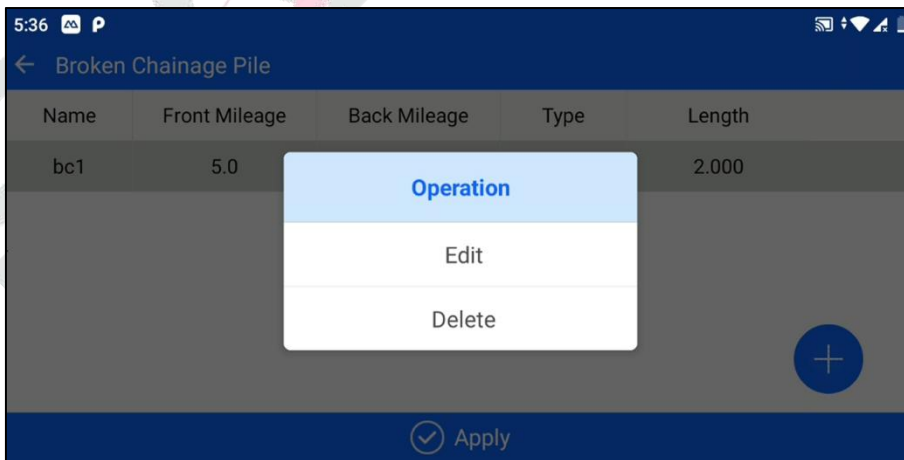 5:36
Broken Chainage Pile
Name Front Mileage Back Mileage Type Length
bc1 5.0 2.000
Operation
Edit
Delete
Apply